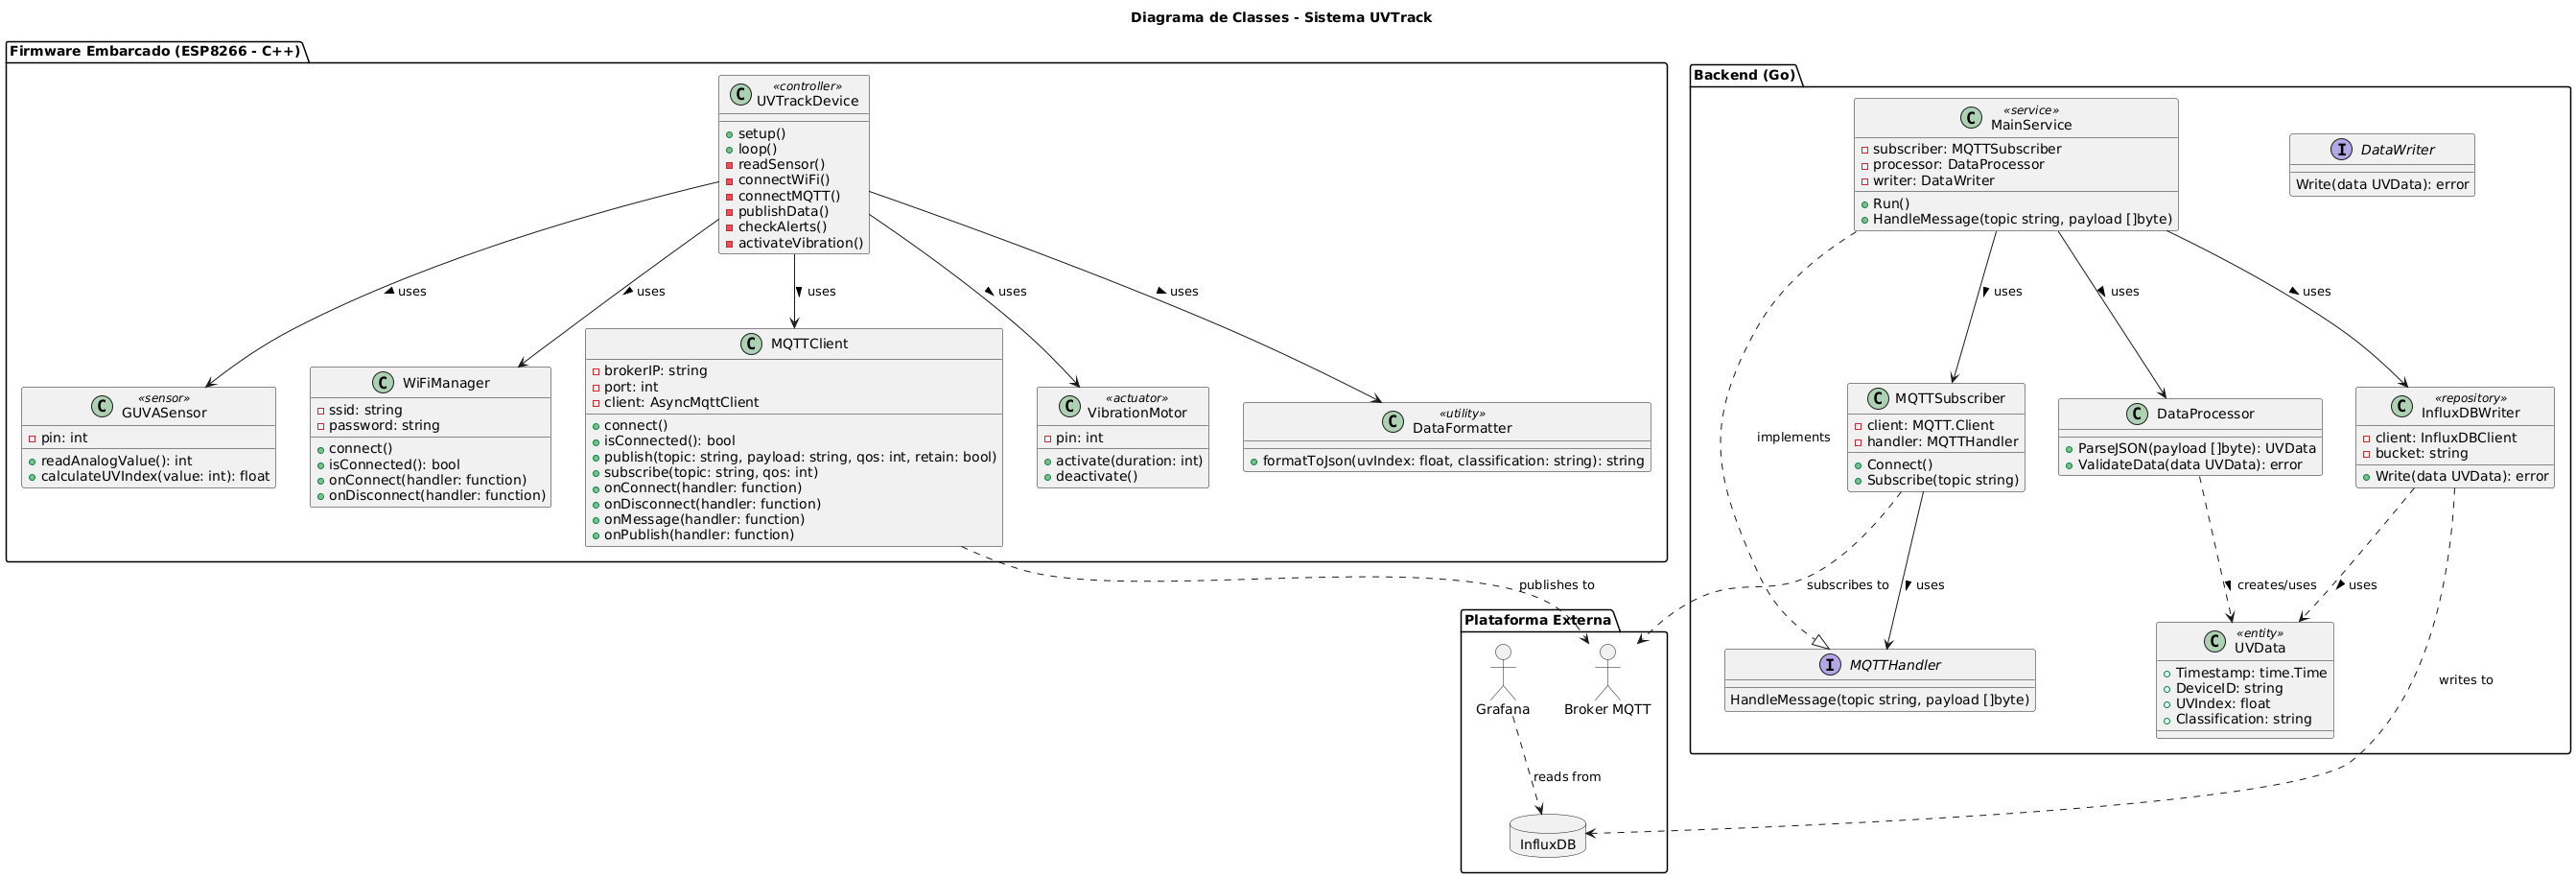 Diagrama de Classes - Sistema UVTrack
Firmware Embarcado (ESP8266 - C++)
C
«controller»
UVTrackDevice
setup()
loop()
readSensor()
connectWiFi()
connectMQTT()
publishData()
checkAlerts()
activateVibration()
uses
uses
uses
uses
uses
C
«sensor»
GUVASensor
pin: int
readAnalogValue(): int
calculateUVIndex(value: int): float
C
WiFiManager
ssid: string
password: string
connect()
isConnected(): bool
onConnect(handler: function)
onDisconnect(handler: function)
C
MQTTClient
brokerIP: string
port: int
client: AsyncMqttClient
connect()
isConnected(): bool
publish(topic: string, payload: string, qos: int, retain: bool)
subscribe(topic: string, qos: int)
onConnect(handler: function)
onDisconnect(handler: function)
onMessage(handler: function)
onPublish(handler: function)
C
«actuator»
VibrationMotor
pin: int
activate(duration: int)
deactivate()
C
«utility»
DataFormatter
formatToJson(uvIndex: float, classification: string): string
Backend (Go)
C
«service»
MainService
subscriber: MQTTSubscriber
processor: DataProcessor
writer: DataWriter
Run()
HandleMessage(topic string, payload []byte)
I
DataWriter
Write(data UVData): error
uses
uses
uses
implements
C
MQTTSubscriber
client: MQTT.Client
handler: MQTTHandler
Connect()
Subscribe(topic string)
C
DataProcessor
ParseJSON(payload []byte): UVData
ValidateData(data UVData): error
C
«repository»
InfluxDBWriter
client: InfluxDBClient
bucket: string
Write(data UVData): error
publishes to
subscribes to
uses
creates/uses
uses
writes to
I
MQTTHandler
HandleMessage(topic string, payload []byte)
C
«entity»
UVData
Timestamp: time.Time
DeviceID: string
UVIndex: float
Classification: string
Plataforma Externa
Grafana
Broker MQTT
reads from
InfluxDB